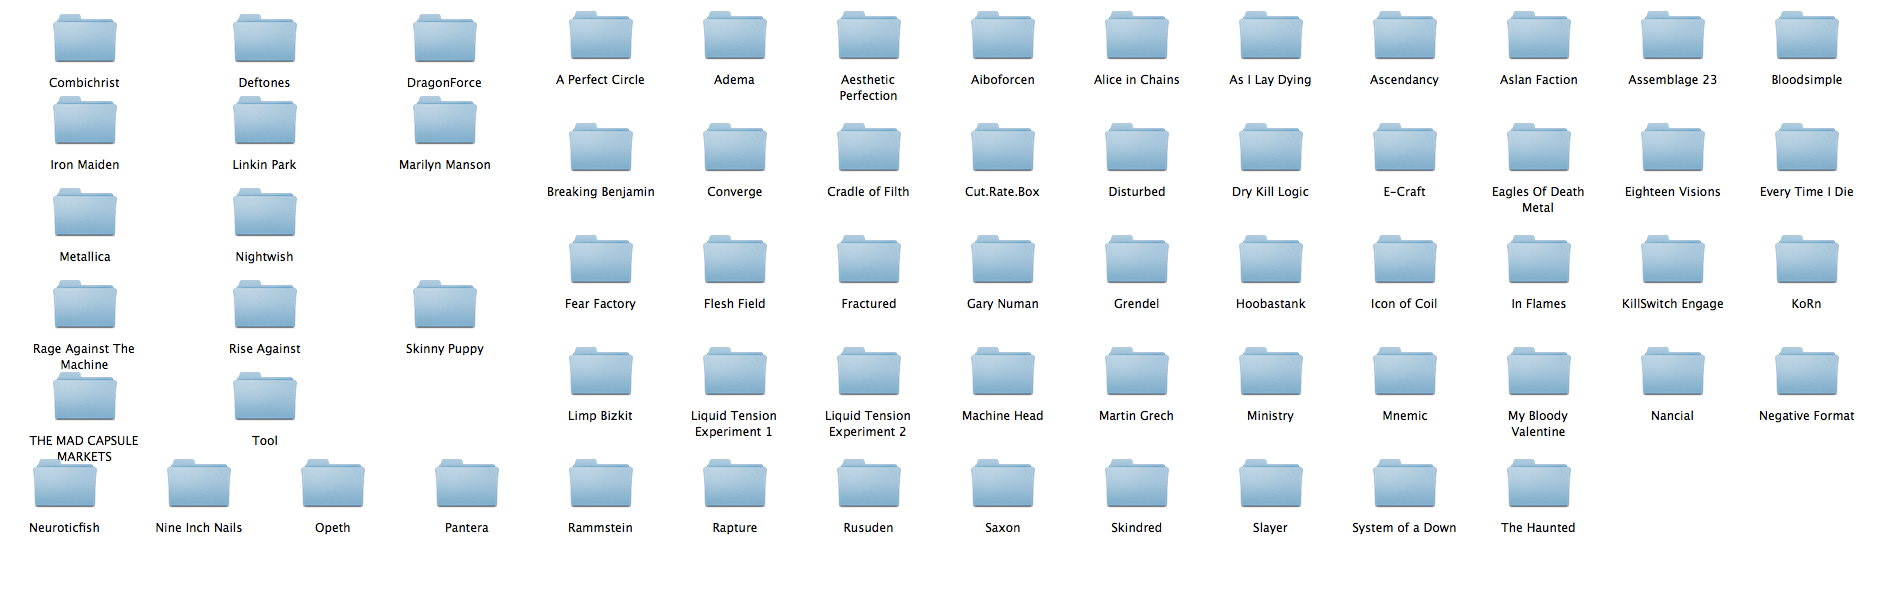 Combichrist
Deftones
DragonForce
A Perfect Circle
Adema
Aesthetic
Perfection
Aiboforcen
Alice in Chains
As I Lay Dying
Ascendancy
Aslan Faction
Assemblage 23
Bloodsimple
Iron Maiden
Linkin Park
Marilyn Manson
Breaking Benjamin
Converge
Cradle of Filth
Cut.Rate.Box
Disturbed
Dry Kill Logic
E-Craft
Eagles Of Death
Metal
Eighteen Visions
Every Time I Die
Metallica
Nightwish
Fear Factory
Flesh Field
Fractured
Gary Numan
Grendel
Hoobastank
Icon of Coil
In Flames
KillSwitch Engage
KoRn
Rage Against The
Machine
Rise Against
Skinny Puppy
Limp Bizkit
Liquid Tension
Experiment 1
Liquid Tension
Experiment 2
Machine Head
Martin Grech
Ministry
Mnemic
My Bloody
Valentine
Nancial
Negative Format
THE MAD CAPSULE
MARKETS
Tool
Neuroticfish
Nine Inch Nails
Opeth
Pantera
Rammstein
Rapture
Rusuden
Saxon
Skindred
Slayer
System of a Down
The Haunted